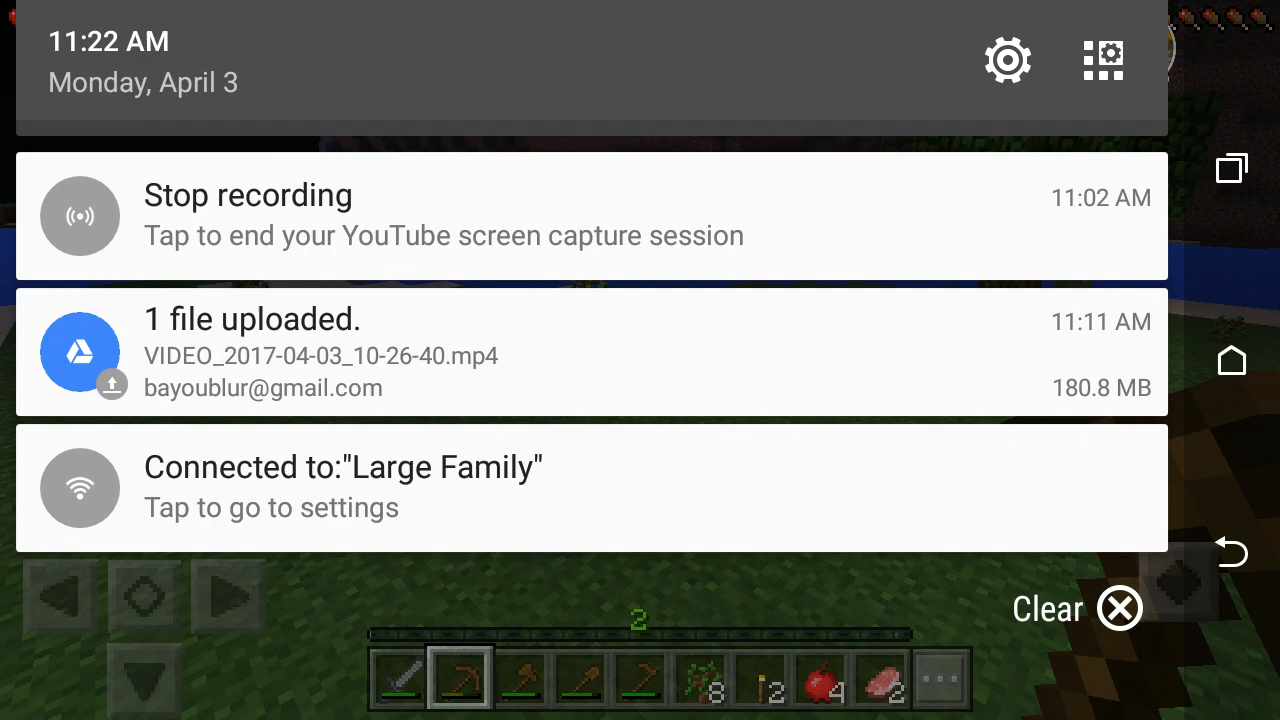 11:22 AM
Monday, April 3
Stop recording
11:02 AM
Tap to end your YouTube screen capture session
1 file uploaded.
11:11 AM
VIDEO_2017-04-03_10-26-40.mp4
bayoublur@gmail.com
180.8 MB
Connected to:"Large Family"
Tap to go to settings
Clear
2
8
2
4
2